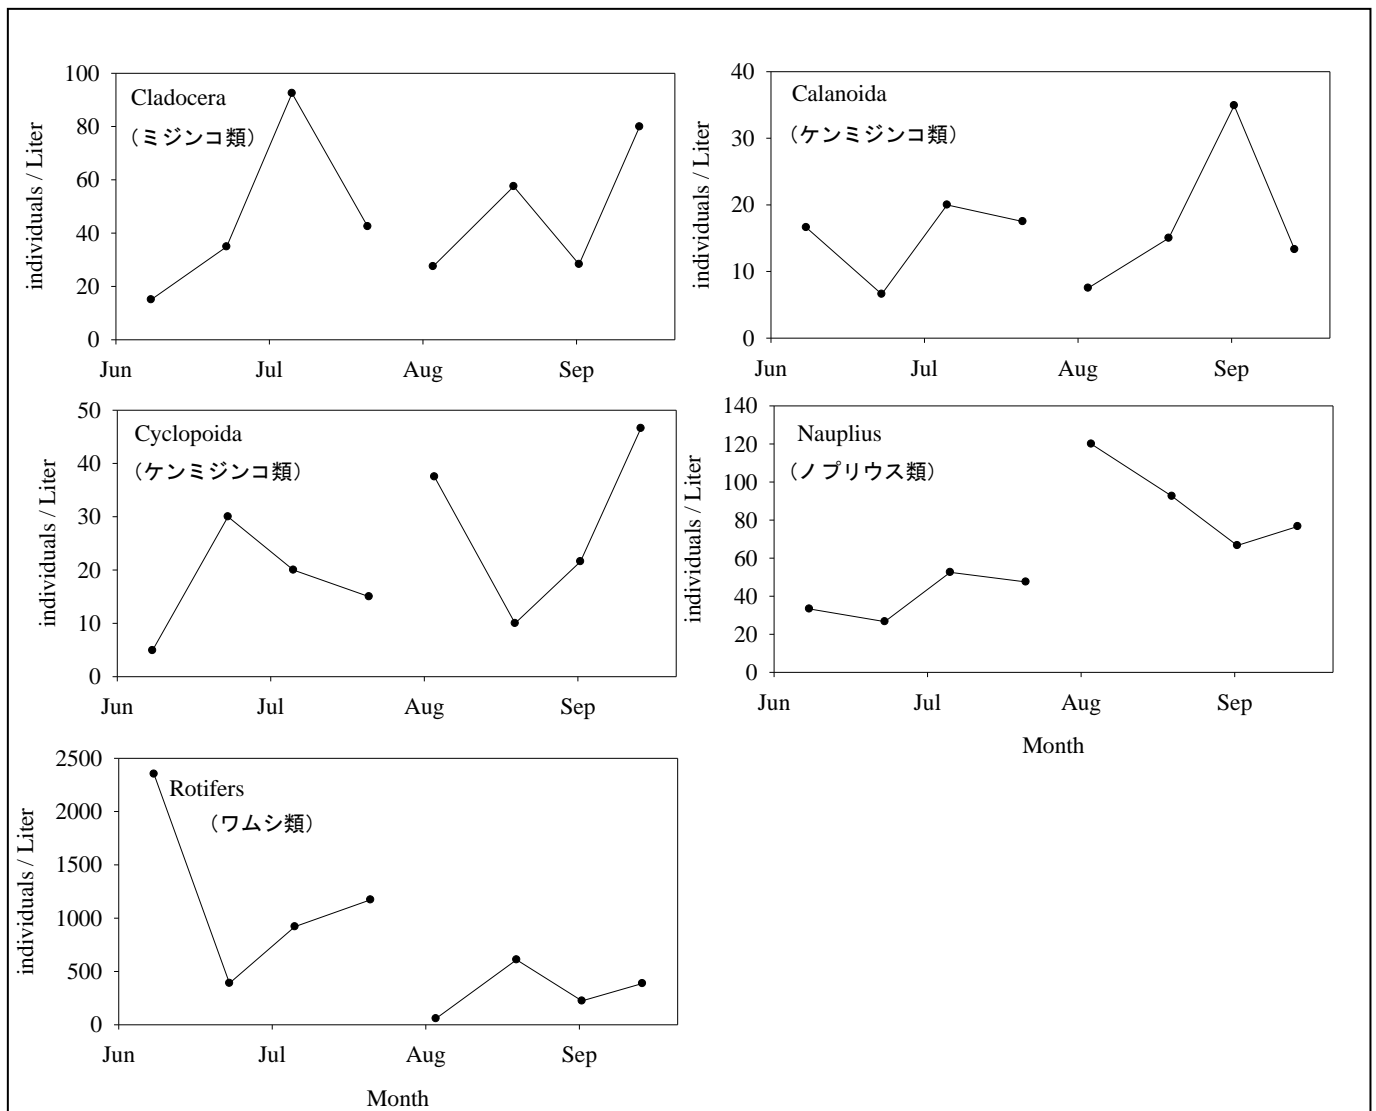 100
80
60
40
20
0
individuals / Liter
Cladocera
（ミジンコ類）
Jun
Jul
Aug
Sep
40
30
20
10
0
individuals / Liter
Calanoida
（ケンミジンコ類）
Jun
Jul
Aug
Sep
50
40
30
20
10
0
individuals / Liter
Cyclopoida
（ケンミジンコ類）
Jun
Jul
Aug
Sep
140
120
100
80
60
40
20
0
individuals / Liter
Nauplius
（ノプリウス類）
Jun
Jul
Aug
Sep
Month
2500
2000
1500
1000
500
0
individuals / Liter
Rotifers
（ワムシ類）
Jun
Jul
Aug
Sep
Month